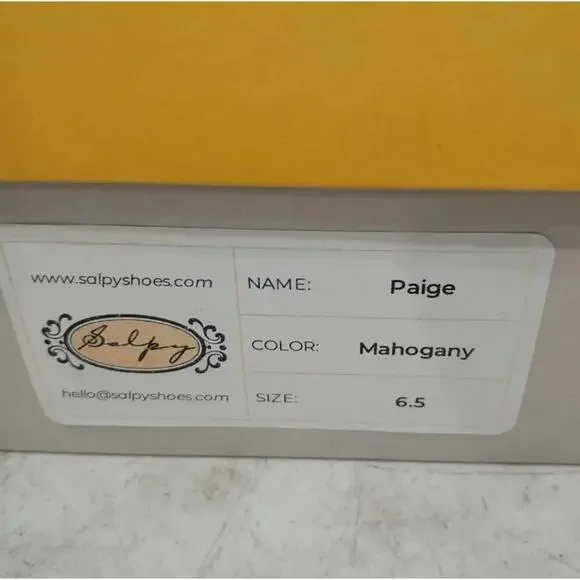 www.salpyshoes.com
Salpy
hello@salpyshoes.com
NAME: Paige
COLOR: Mahogany
SIZE: 6.5